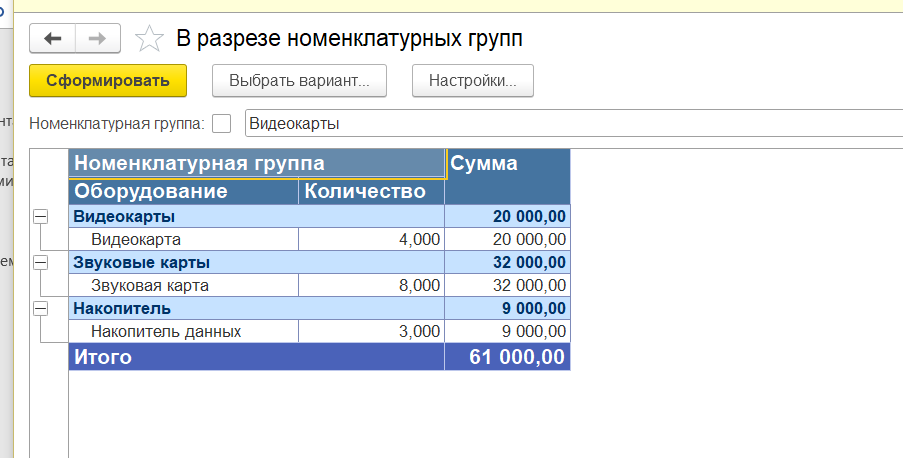 В разрезе номенклатурных групп
Сформировать Выбрать вариант... Настройки...
Номенклатурная группа: Видеокарты
Номенклатурная группа Сумма
Оборудование Количество
Видеокарты 20 000,00
Видеокарта 4,000 20 000,00
Звуковые карты 32 000,00
Звуковая карта 8,000 32 000,00
Накопитель 9 000,00
Накопитель данных 3,000 9 000,00
Итого 61 000,00